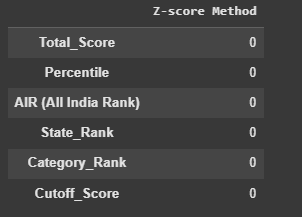 Z-score Method
Total_Score 0
Percentile 0
AIR (All India Rank) 0
State_Rank 0
Category_Rank 0
Cutoff_Score 0